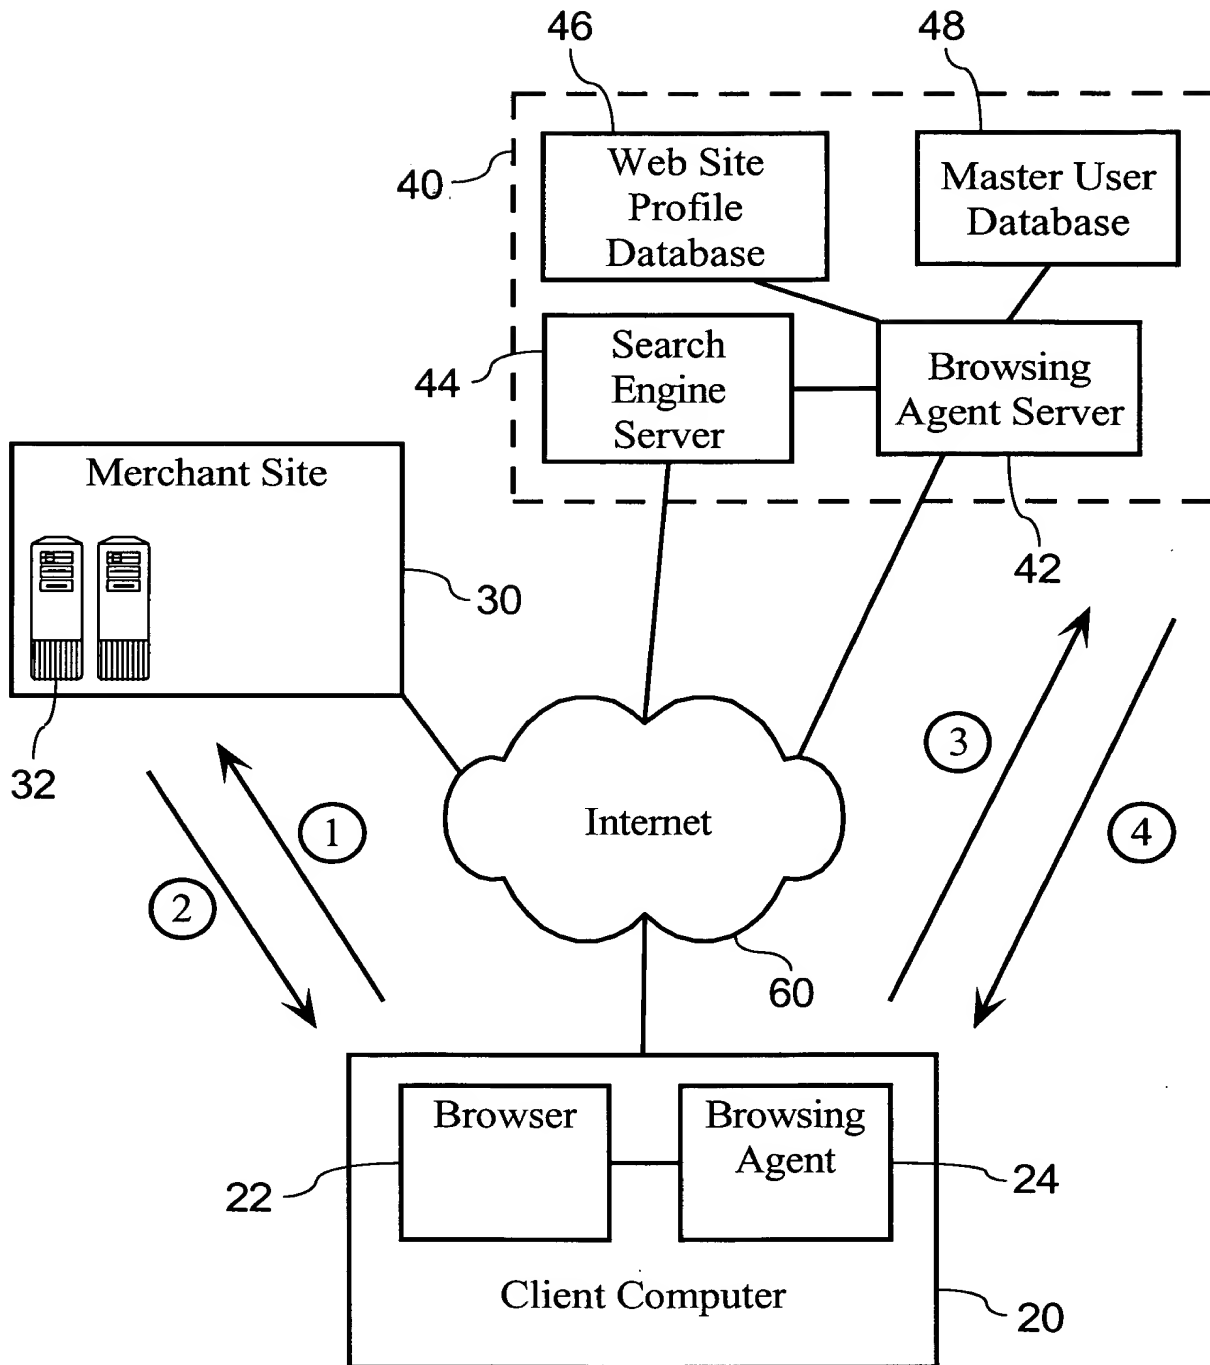 46
48
40
Web Site
Profile
Database
Master User
Database
44
Search
Engine
Server
Browsing
Agent Server
42
Merchant Site
30
32
1
2
3
4
Internet
60
Browser
Browsing
Agent
22
24
Client Computer
20